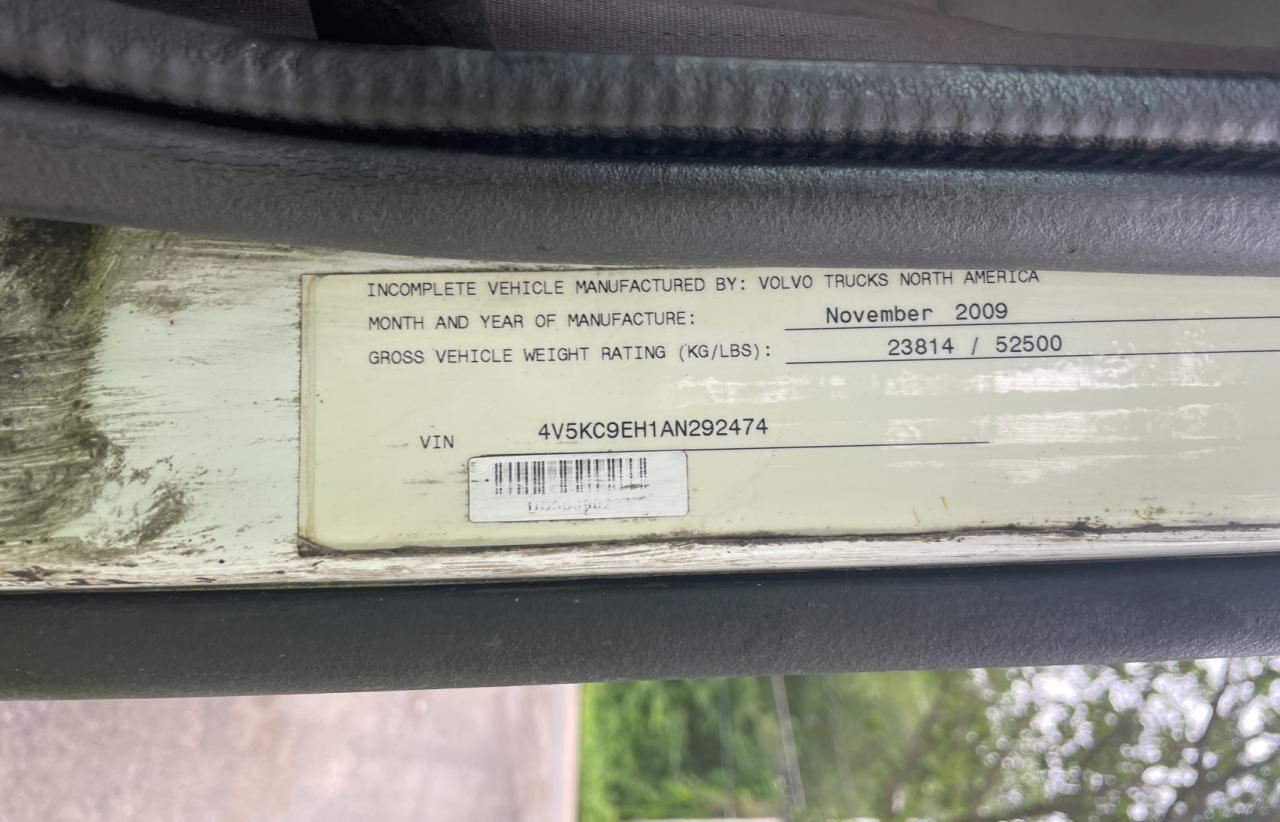 INCOMPLETE VEHICLE MANUFACTURED BY: VOLVO TRUCKS NORTH AMERICA
MONTH AND YEAR OF MANUFACTURE: November 2009
GROSS VEHICLE WEIGHT RATING (KG/LBS): 23814 / 52500
VIN 4V5KC9EH1AN292474